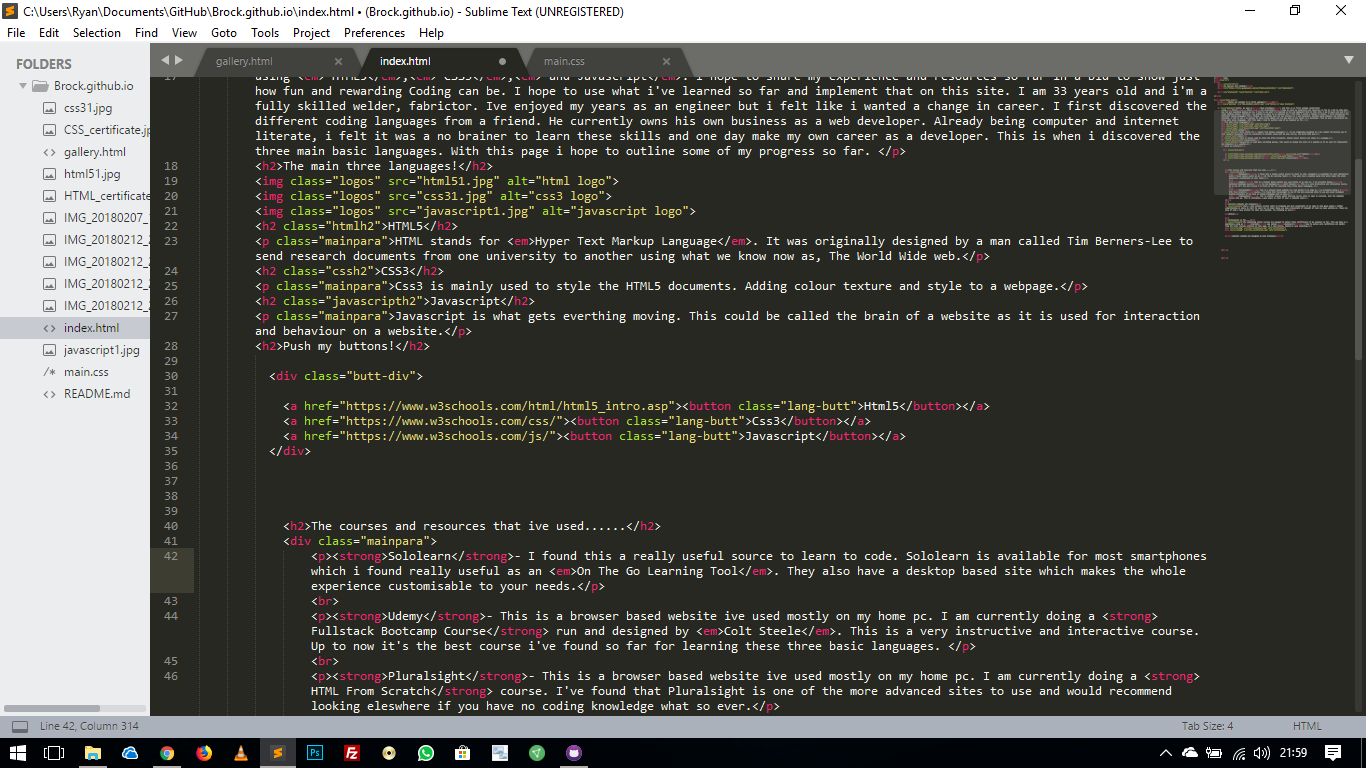 C:\Users\Ryan\Documents\GitHub\Brock.github.io\index.html • (Brock.github.io) - Sublime Text (UNREGISTERED)
File Edit Selection Find View Goto Tools Project Preferences Help
FOLDERS
Brock.github.io
css31.jpg
CSS_certificate.jp
gallery.html
html51.jpg
HTML_certificate
IMG_20180207_
IMG_20180212_
IMG_20180212_
IMG_20180212_
IMG_20180212_
index.html
javascript1.jpg
main.css
README.md
gallery.html index.html main.css
17 using <em> HTML5</em>,<em> CSS3</em>,<em> and Javascript</em>. I hope to share my experience and resources so far in a bid to show just
how fun and rewarding Coding can be. I hope to use what i've learned so far and implement that on this site. I am 33 years old and i'm a
fully skilled welder, fabrictor. Ive enjoyed my years as an engineer but i felt like i wanted a change in career. I first discovered the
different coding languages from a friend. He currently owns his own business as a web developer. Already being computer and internet
literate, i felt it was a no brainer to learn these skills and one day make my own career as a developer. This is when i discovered the
three main basic languages. With this page i hope to outline some of my progress so far. </p>
18 <h2>The main three languages!</h2>
19 <img class="logos" src="html51.jpg" alt="html logo">
20 <img class="logos" src="css31.jpg" alt="css3 logo">
21 <img class="logos" src="javascript1.jpg" alt="javascript logo">
22 <h2 class="htmlh2">HTML5</h2>
23 <p class="mainpara">HTML stands for <em>Hyper Text Markup Language</em>. It was originally designed by a man called Tim Berners-Lee to
send research documents from one university to another using what we know now as, The World Wide web.</p>
24 <h2 class="cssh2">CSS3</h2>
25 <p class="mainpara">Css3 is mainly used to style the HTML5 documents. Adding colour texture and style to a webpage.</p>
26 <h2 class="javascripth2">Javascript</h2>
27 <p class="mainpara">Javascript is what gets everthing moving. This could be called the brain of a website as it is used for interaction
and behaviour on a website.</p>
28 <h2>Push my buttons!</h2>
29
30 <div class="butt-div">
31
32 <a href="https://www.w3schools.com/html/html5_intro.asp"><button class="lang-butt">Html5</button></a>
33 <a href="https://www.w3schools.com/css/"><button class="lang-butt">Css3</button></a>
34 <a href="https://www.w3schools.com/js/"><button class="lang-butt">Javascript</button></a>
35 </div>
36
37
38
39
40 <h2>The courses and resources that ive used......</h2>
41 <div class="mainpara">
42 <p><strong>Sololearn</strong>- I found this a really useful source to learn to code. Sololearn is available for most smartphones
which i found really useful as an <em>On The Go Learning Tool</em>. They also have a desktop based site which makes the whole
experience customisable to your needs.</p>
43 <br>
44 <p><strong>Udemy</strong>- This is a browser based website ive used mostly on my home pc. I am currently doing a <strong>
Fullstack Bootcamp Course</strong> run and designed by <em>Colt Steele</em>. This is a very instructive and interactive course.
Up to now it's the best course i've found so far for learning these three basic languages. </p>
45 <br>
46 <p><strong>Pluralsight</strong>- This is a browser based website ive used mostly on my home pc. I am currently doing a <strong>
HTML From Scratch</strong> course. I've found that Pluralsight is one of the more advanced sites to use and would recommend
looking eleswhere if you have no coding knowledge what so ever.</p>
Line 42, Column 314 Tab Size: 4 HTML
21:59